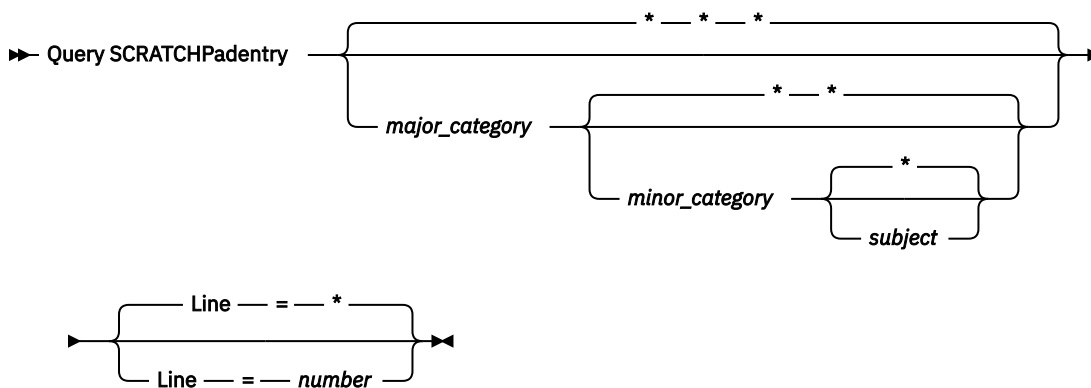 * * *
Query SCRATCHPadentry
* *
major_category
*
minor_category
subject
Line = *
Line = number